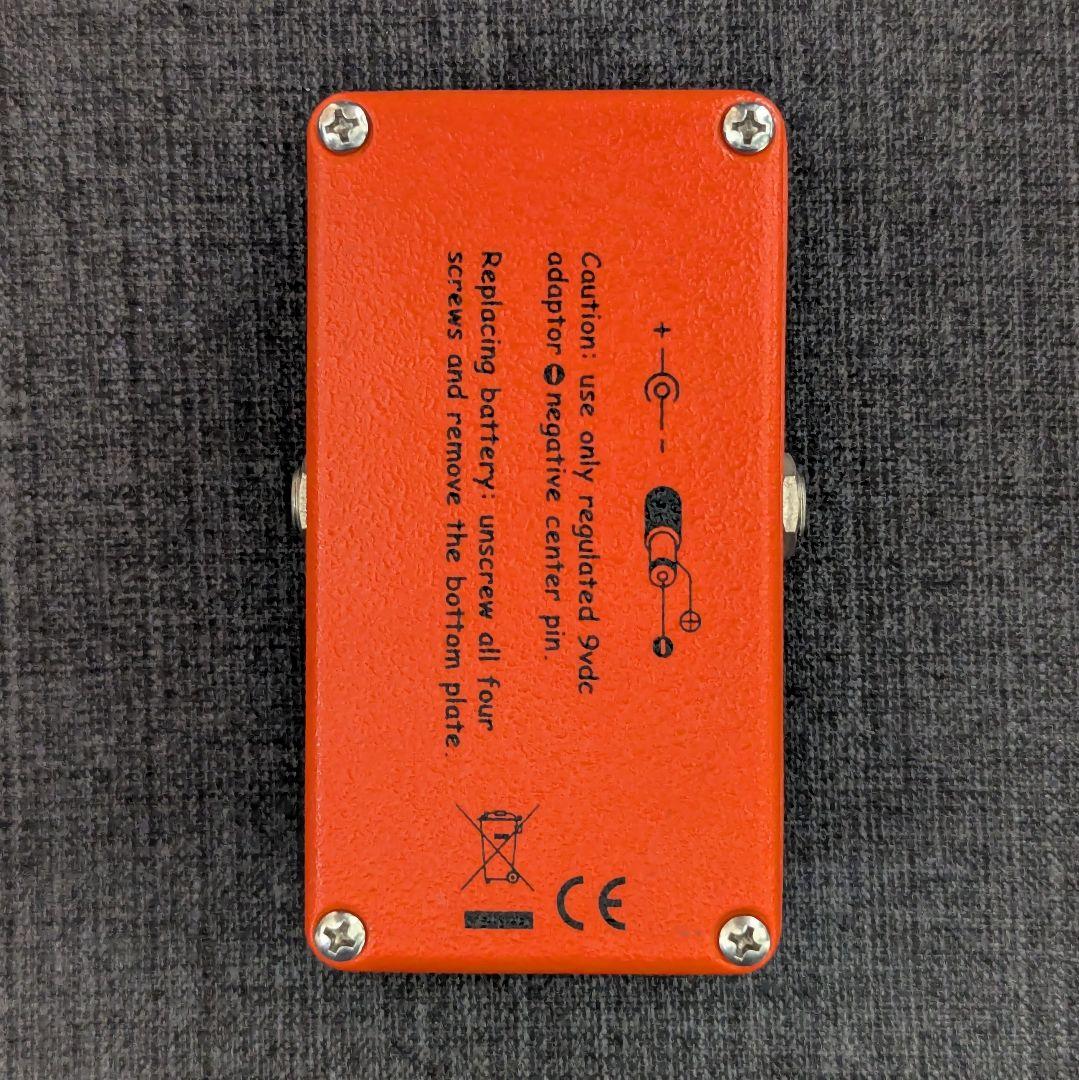 + -
+ -
Caution: use only regulated 9vdc
adaptor ⊖ negative center pin.
Replacing battery: unscrew all four
screws and remove the bottom plate.
CE